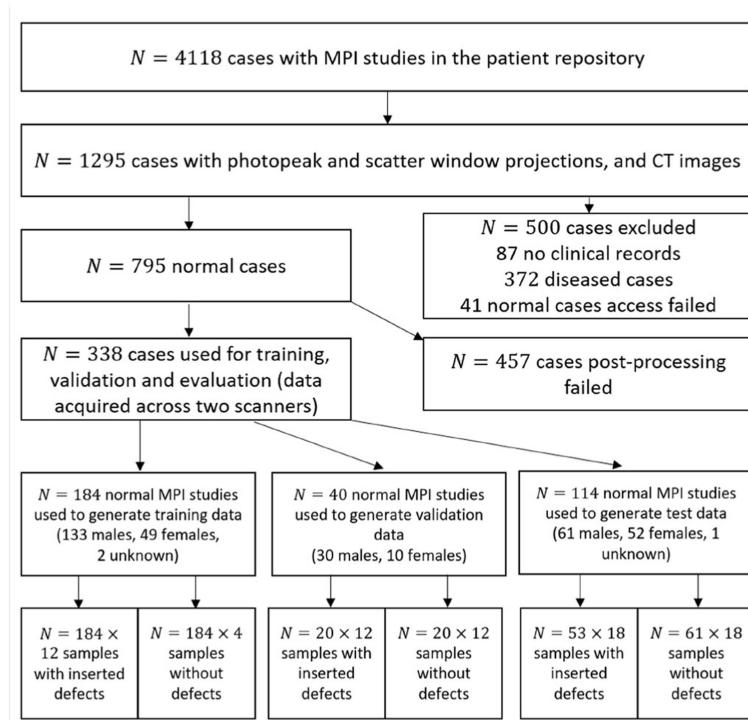 N = 4118 cases with MPI studies in the patient repository
N = 1295 cases with photopeak and scatter window projections, and CT images
N = 795 normal cases
N = 500 cases excluded
87 no clinical records
372 diseased cases
41 normal cases access failed
N = 338 cases used for training,
validation and evaluation (data
acquired across two scanners)
N = 457 cases post-processing
failed
N = 184 normal MPI studies
used to generate training data
(133 males, 49 females,
2 unknown)
N = 40 normal MPI studies
used to generate validation
data
(30 males, 10 females)
N = 114 normal MPI studies
used to generate test data
(61 males, 52 females, 1
unknown)
N = 184 ×
12 samples
with inserted
defects
N = 184 × 4
samples
without
defects
N = 20 × 12
samples with
inserted
defects
N = 20 × 12
samples
without
defects
N = 53 × 18
samples with
inserted
defects
N = 61 × 18
samples
without
defects